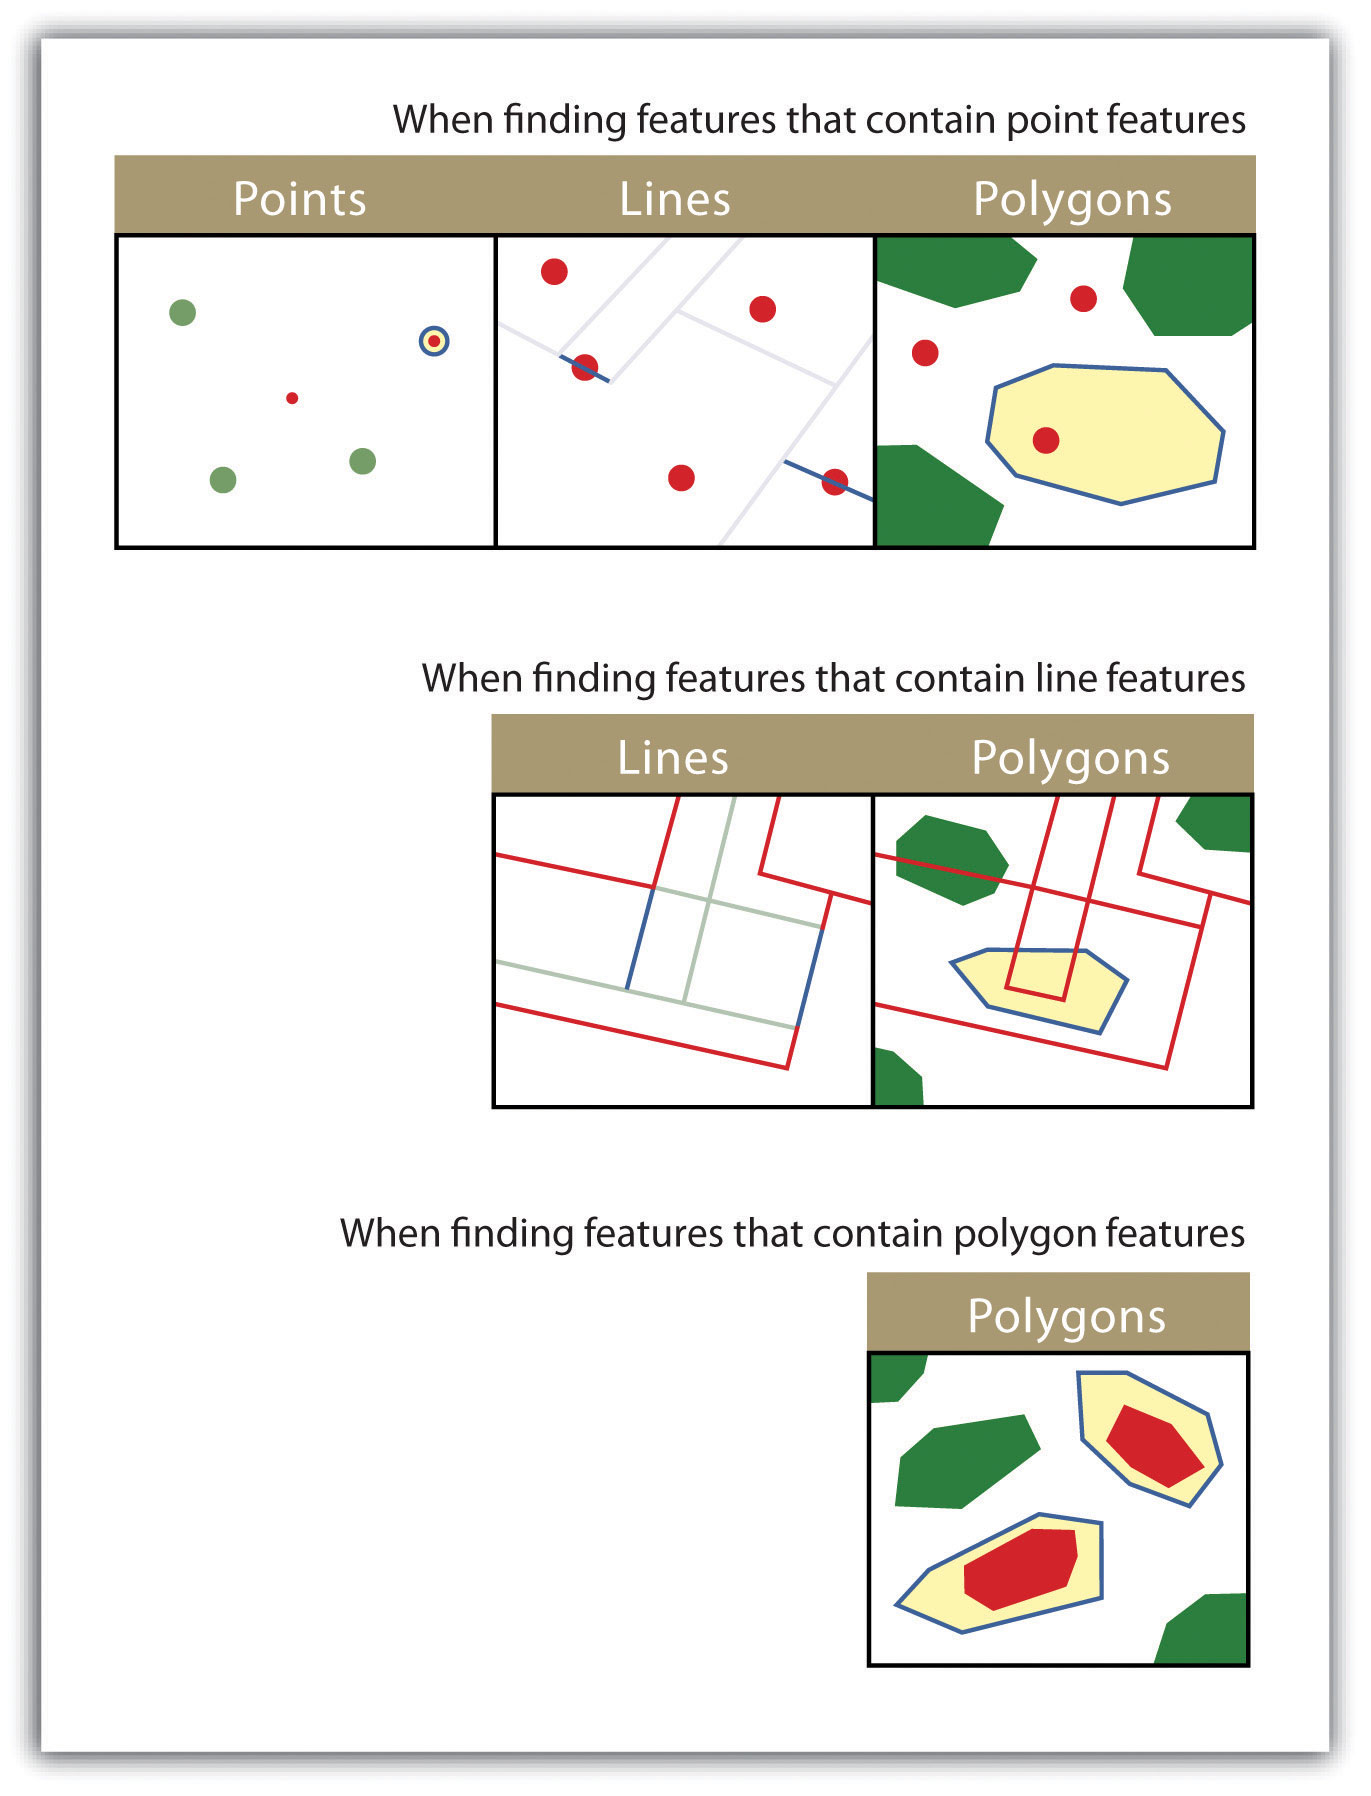 When finding features that contain point features
Points Lines Polygons
When finding features that contain line features
Lines Polygons
When finding features that contain polygon features
Polygons